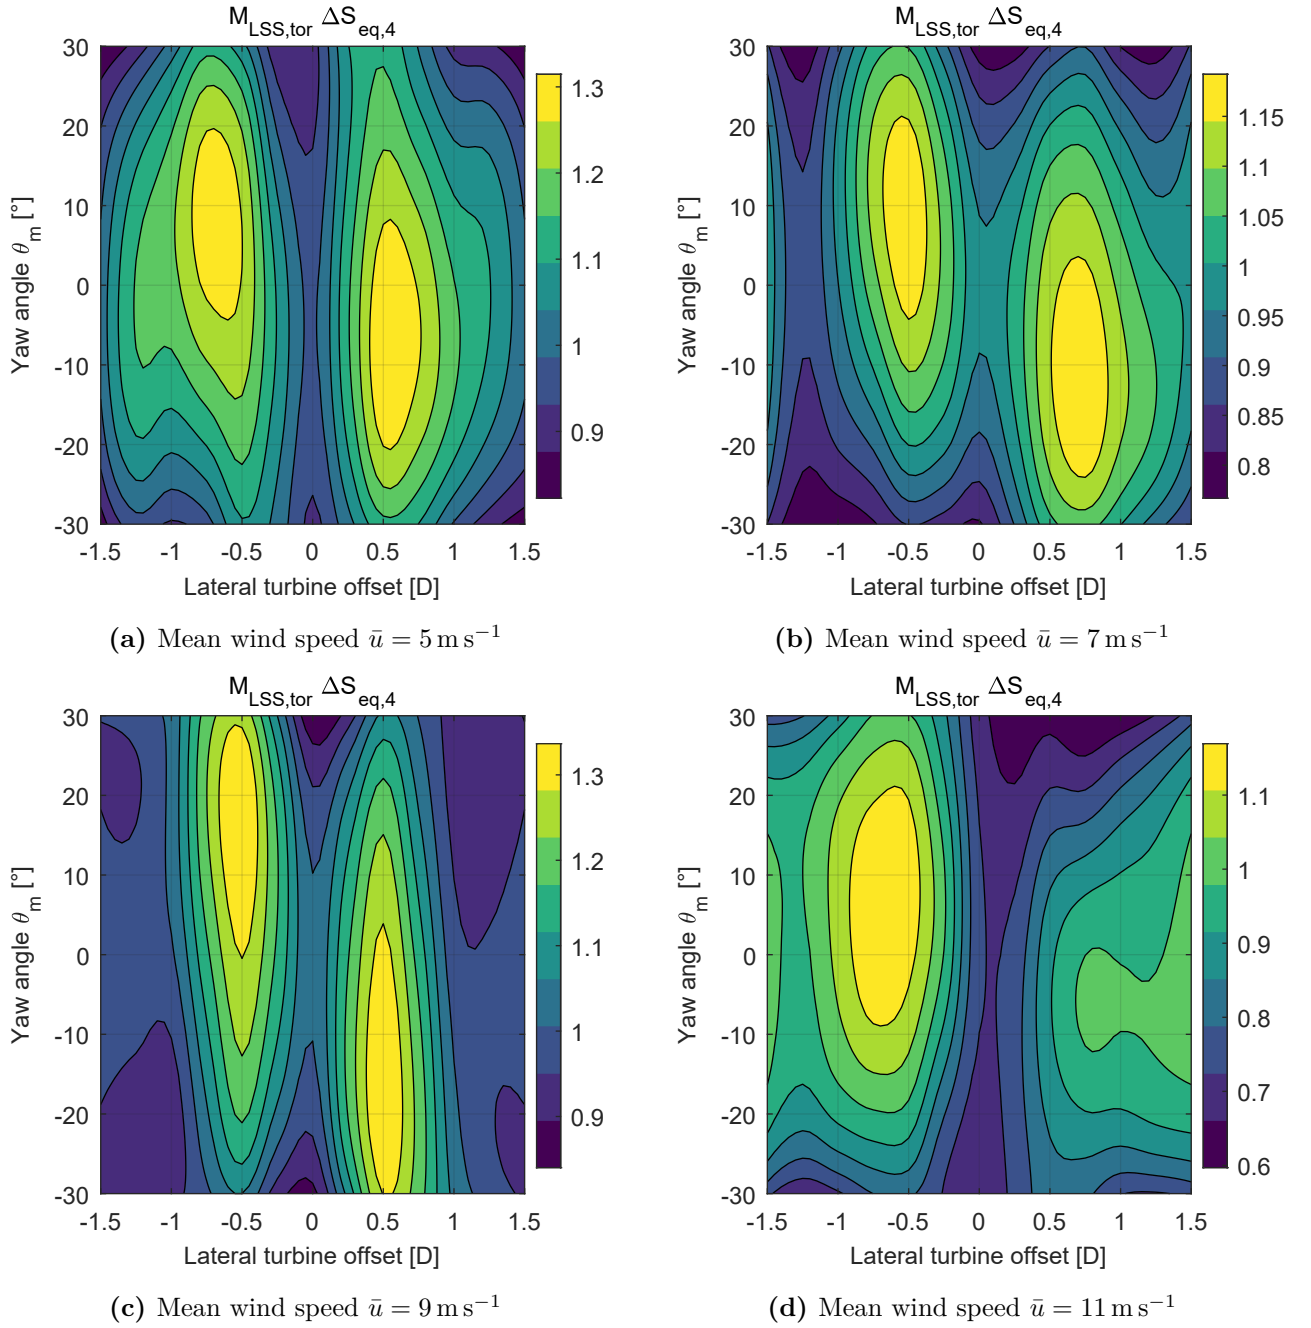 M_LSS,tor ΔS_eq,4
30
20
10
0
-10
-20
-30
Yaw angle θ_m [°]
-1.5 -1 -0.5 0 0.5 1 1.5
Lateral turbine offset [D]
1.3
1.2
1.1
1
0.9
(a) Mean wind speed ū = 5 m s⁻¹
M_LSS,tor ΔS_eq,4
30
20
10
0
-10
-20
-30
Yaw angle θ_m [°]
-1.5 -1 -0.5 0 0.5 1 1.5
Lateral turbine offset [D]
1.15
1.1
1.05
1
0.95
0.9
0.85
0.8
(b) Mean wind speed ū = 7 m s⁻¹
M_LSS,tor ΔS_eq,4
30
20
10
0
-10
-20
-30
Yaw angle θ_m [°]
-1.5 -1 -0.5 0 0.5 1 1.5
Lateral turbine offset [D]
1.3
1.2
1.1
1
0.9
(c) Mean wind speed ū = 9 m s⁻¹
M_LSS,tor ΔS_eq,4
30
20
10
0
-10
-20
-30
Yaw angle θ_m [°]
-1.5 -1 -0.5 0 0.5 1 1.5
Lateral turbine offset [D]
1.1
1
0.9
0.8
0.7
0.6
(d) Mean wind speed ū = 11 m s⁻¹